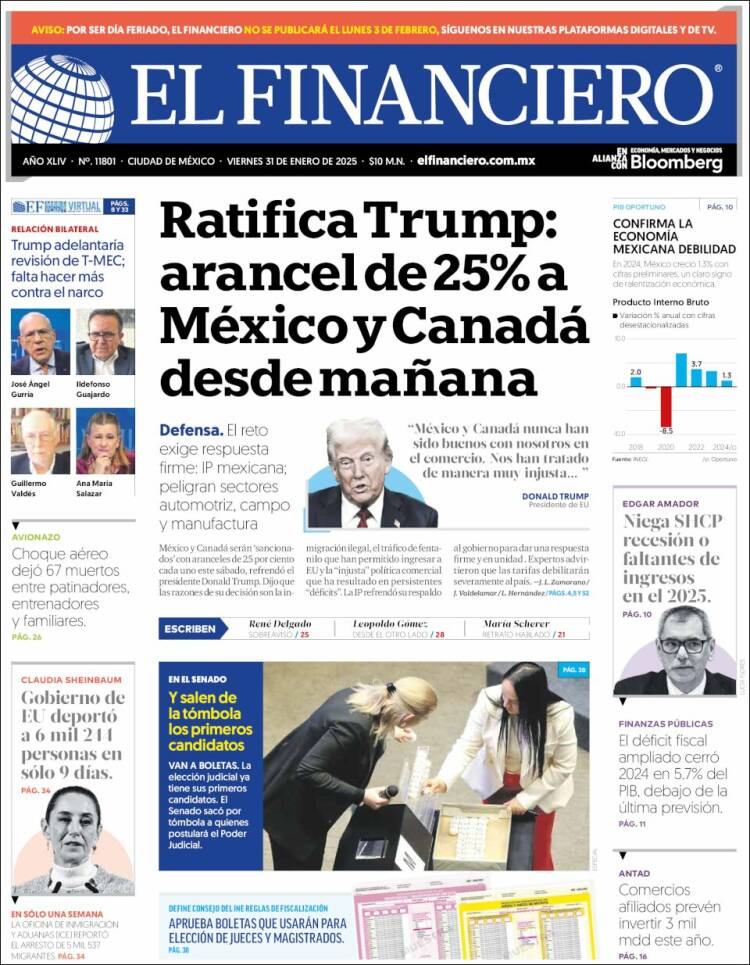 AVISO: POR SER DÍA FERIADO, EL FINANCIERO NO SE PUBLICARÁ EL LUNES 3 DE FEBRERO, SÍGUENOS EN NUESTRAS PLATAFORMAS DIGITALES Y DE TV.
EL FINANCIERO®
AÑO XLIV · Nº. 11801 · CIUDAD DE MÉXICO · VIERNES 31 DE ENERO DE 2025 · $10 M.N. · elfinanciero.com.mx
EN ALIANZA CON
ECONOMÍA, MERCADOS Y NEGOCIOS
Bloomberg
EF
VIRTUAL
PÁGS. 8 Y 33
RELACIÓN BILATERAL
Trump adelantaría
revisión de T-MEC;
falta hacer más
contra el narco
José Ángel
Gurría
Ildefonso
Guajardo
Guillermo
Valdés
Ana María
Salazar
AVIONAZO
Choque aéreo
dejó 67 muertos
entre patinadores,
entrenadores
y familiares.
PÁG. 26
CLAUDIA SHEINBAUM
Gobierno de
EU deportó
a 6 mil 244
personas en
sólo 9 días.
PÁG. 34
EN SÓLO UNA SEMANA
LA OFICINA DE INMIGRACIÓN
Y ADUANAS (ICE) REPORTÓ
EL ARRESTO DE 5 MIL 537
MIGRANTES. PÁG. 34
Ratifica Trump:
arancel de 25% a
México y Canadá
desde mañana
Defensa. El reto
exige respuesta
firme: IP mexicana;
peligran sectores
automotriz, campo
y manufactura
“México y Canadá nunca han
sido buenos con nosotros en
el comercio. Nos han tratado
de manera muy injusta... ”
DONALD TRUMP
Presidente de EU
México y Canadá serán ‘sanciona-
dos’ con aranceles de 25 por ciento
cada uno este sábado, refrendó el
presidente Donald Trump. Dijo que
las razones de su decisión son la in-
migración ilegal, el tráfico de fenta-
nilo que han permitido ingresar a
EU y la “injusta” política comercial
que ha resultado en persistentes
“déficits”. La IP refrendó su respaldo
al gobierno para dar una respuesta
firme y en unidad. Expertos advir-
tieron que las tarifas debilitarán
severamente al país. —J. L. Zamorano /
J. Valdelamar / L. Hernández / PÁGS. 4, 5 Y 32
ESCRIBEN
René Delgado
SOBREAVISO / 25
Leopoldo Gómez
DESDE EL OTRO LADO / 28
María Scherer
RETRATO HABLADO / 21
EN EL SENADO
Y salen de
la tómbola
los primeros
candidatos
VAN A BOLETAS. La
elección judicial ya
tiene sus primeros
candidatos. El
Senado sacó por
tómbola a quienes
postulará el Poder
Judicial.
PÁG. 38
ESPECIAL
DEFINE CONSEJO DEL INE REGLAS DE FISCALIZACIÓN
APRUEBA BOLETAS QUE USARÁN PARA
ELECCIÓN DE JUECES Y MAGISTRADOS.
PÁG. 38
PIB OPORTUNO
PÁG. 10
CONFIRMA LA
ECONOMÍA
MEXICANA DEBILIDAD
En 2024, México creció 1.3% con
cifras preliminares, un claro signo
de ralentización económica.
Producto Interno Bruto
Variación % anual con cifras
desestacionalizadas
10.0
2.0
3.7
1.3
0.0
-8.5
-10.0
2018 2020 2022 2024/o
Fuente: INEGI. /o: Oportuno
EDGAR AMADOR
Niega SHCP
recesión o
faltantes de
ingresos
en el 2025.
PÁG. 10
FINANZAS PÚBLICAS
El déficit fiscal
ampliado cerró
2024 en 5.7% del
PIB, debajo de la
última previsión.
PÁG. 11
ANTAD
Comercios
afiliados prevén
invertir 3 mil
mdd este año.
PÁG. 16